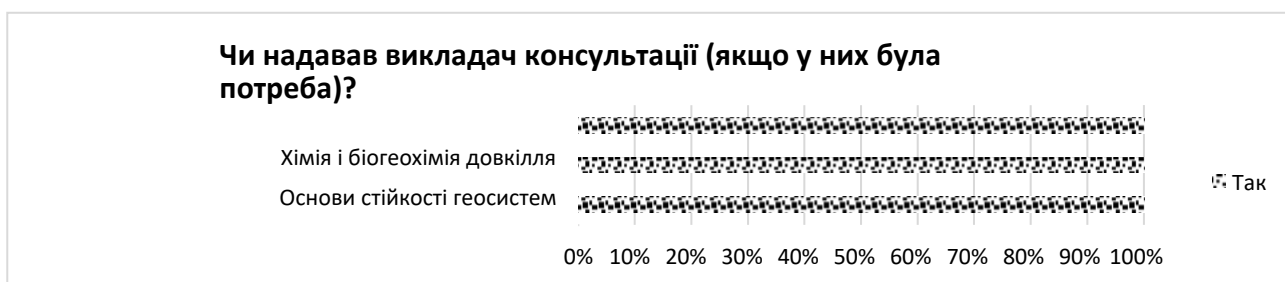 Чи надавав викладач консультації (якщо у них була
потреба)?
Хімія і біогеохімія довкілля
Основи стійкості геосистем
Так
0% 10% 20% 30% 40% 50% 60% 70% 80% 90% 100%